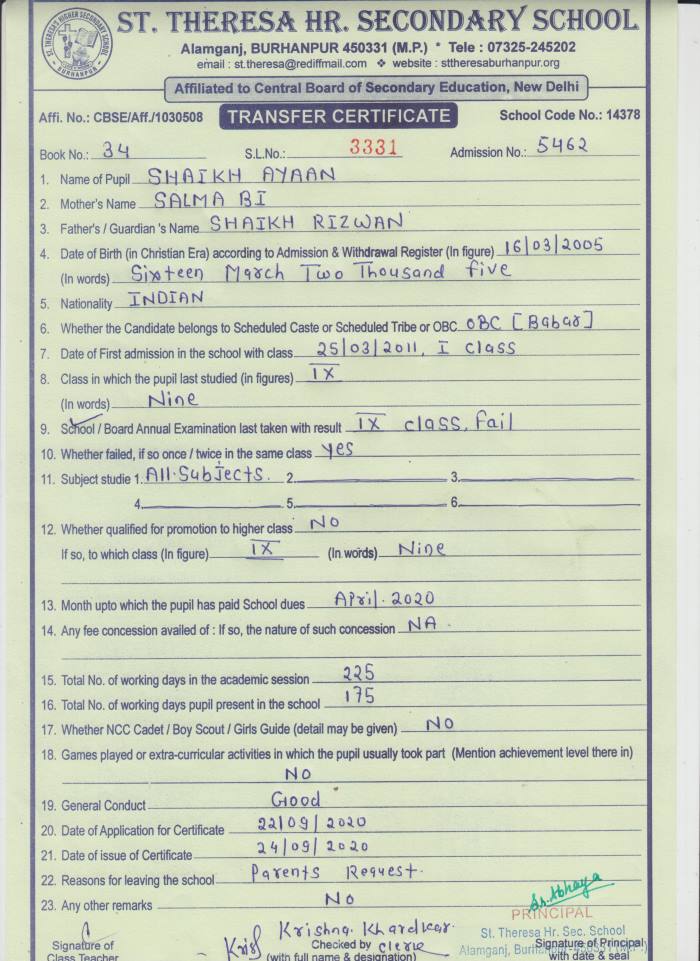 ST. THERESA'S HIGHER SECONDARY SCHOOL
BURHANPUR
ST. THERESA HR. SECONDARY SCHOOL
Alamganj, BURHANPUR 450331 (M.P.) * Tele : 07325-245202
email : st.theresa@rediffmail.com ❖ website : sttheresaburhanpur.org
Affiliated to Central Board of Secondary Education, New Delhi
Affi. No.: CBSE/Aff./1030508 TRANSFER CERTIFICATE School Code No.: 14378
Book No.: 34 S.L.No.: 3331 Admission No.: 5462
1. Name of Pupil SHAIKH AYAAN
2. Mother's Name SALMA BI
3. Father's / Guardian 's Name SHAIKH RIZWAN
4. Date of Birth (in Christian Era) according to Admission & Withdrawal Register (In figure) 16/03/2005
(In words) Sixteen March Two Thousand five
5. Nationality INDIAN
6. Whether the Candidate belongs to Scheduled Caste or Scheduled Tribe or OBC OBC [Babar]
7. Date of First admission in the school with class 25/03/2011, I class
8. Class in which the pupil last studied (in figures) IX
(In words) Nine
9. School / Board Annual Examination last taken with result IX class, fail
10. Whether failed, if so once / twice in the same class yes
11. Subject studie 1. All Subjects. 2. 3.
4. 5. 6.
12. Whether qualified for promotion to higher class No
If so, to which class (In figure) IX (In words) Nine
13. Month upto which the pupil has paid School dues April. 2020
14. Any fee concession availed of : If so, the nature of such concession NA .
15. Total No. of working days in the academic session 225
16. Total No. of working days pupil present in the school 175
17. Whether NCC Cadet / Boy Scout / Girls Guide (detail may be given) NO
18. Games played or extra-curricular activities in which the pupil usually took part (Mention achievement level there in)
NO
19. General Conduct Good
20. Date of Application for Certificate 22/09/2020
21. Date of issue of Certificate 24/09/2020
22. Reasons for leaving the school Parents Request.
23. Any other remarks No
PRINCIPAL
Krishna. Khardkar.
St. Theresa Hr. Sec. School
Signature of Checked by clerk Alamganj, Signature of Principal
Class Teacher (with full name & designation) with date & seal